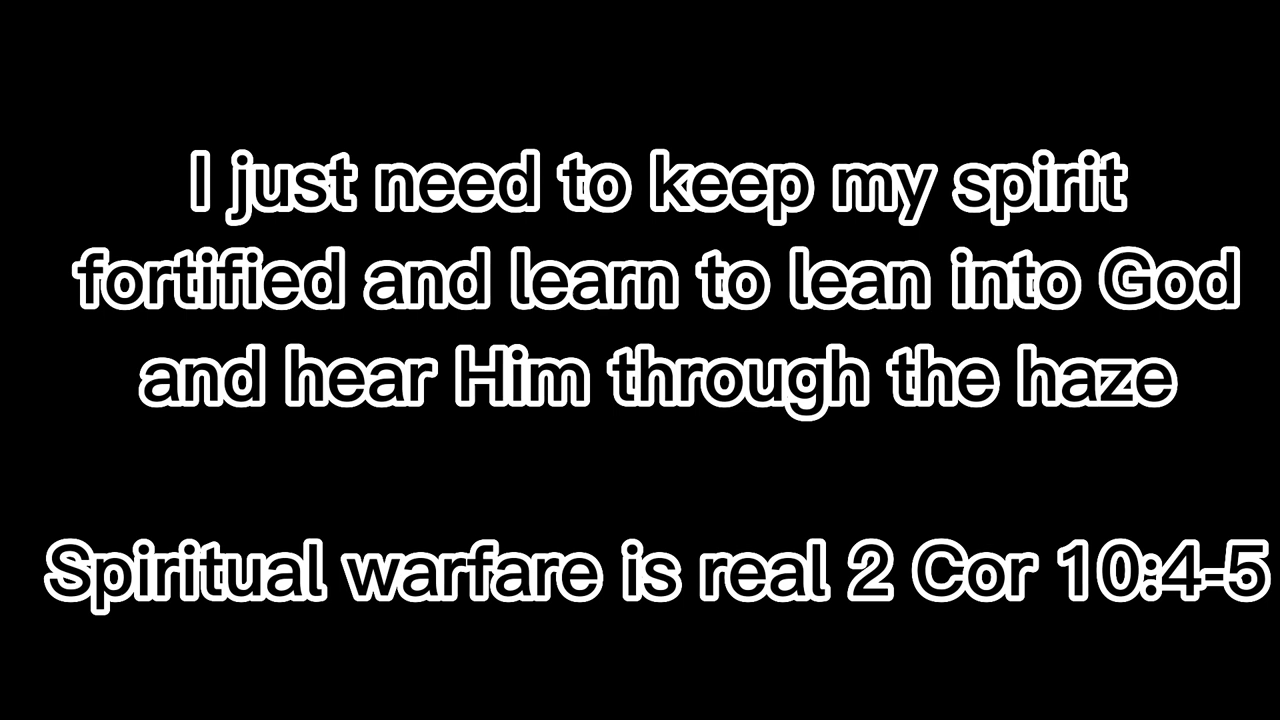 I just need to keep my spirit
fortified and learn to lean into God
and hear Him through the haze
Spiritual warfare is real 2 Cor 10:4-5